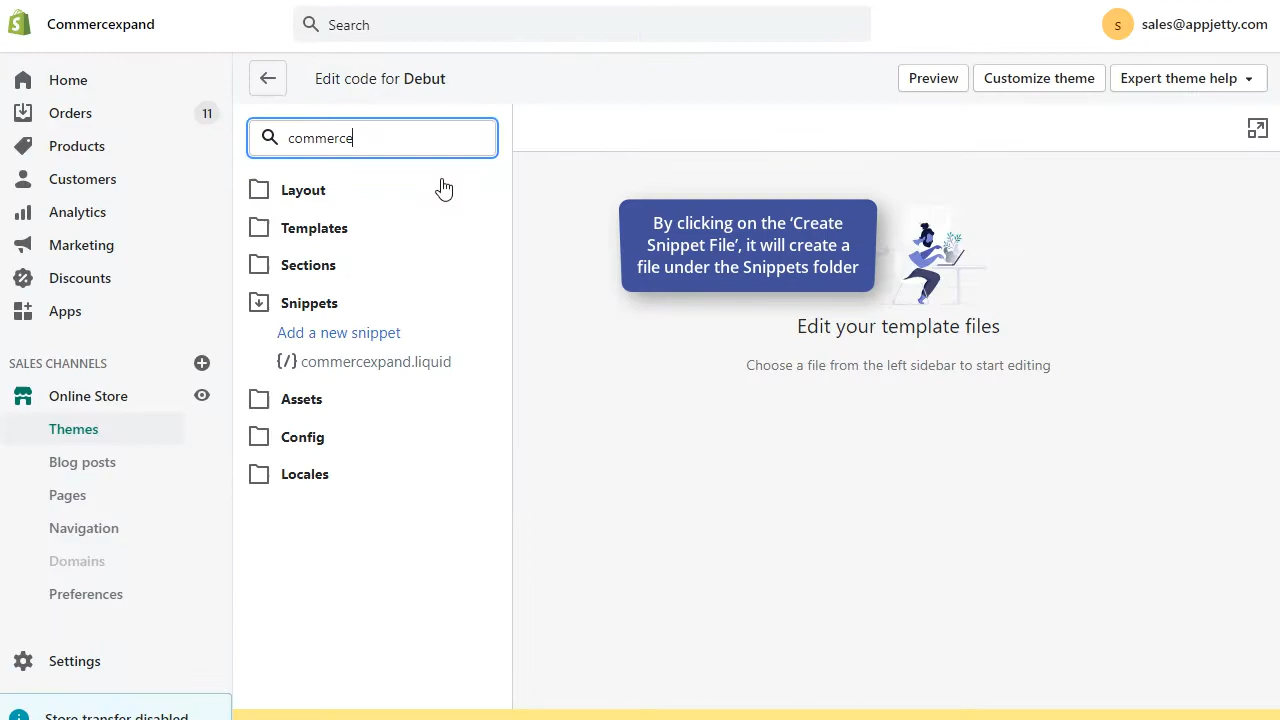 Commercexpand
Search
S
sales@appjetty.com
Home
Orders
11
Products
Customers
Analytics
Marketing
Discounts
Apps
SALES CHANNELS
Online Store
Themes
Blog posts
Pages
Navigation
Domains
Preferences
Settings
Store transfer disabled
Edit code for Debut
Preview
Customize theme
Expert theme help
commerce
Layout
Templates
Sections
Snippets
Add a new snippet
{/} commercexpand.liquid
Assets
Config
Locales
By clicking on the ‘Create
Snippet File’, it will create a
file under the Snippets folder
Edit your template files
Choose a file from the left sidebar to start editing